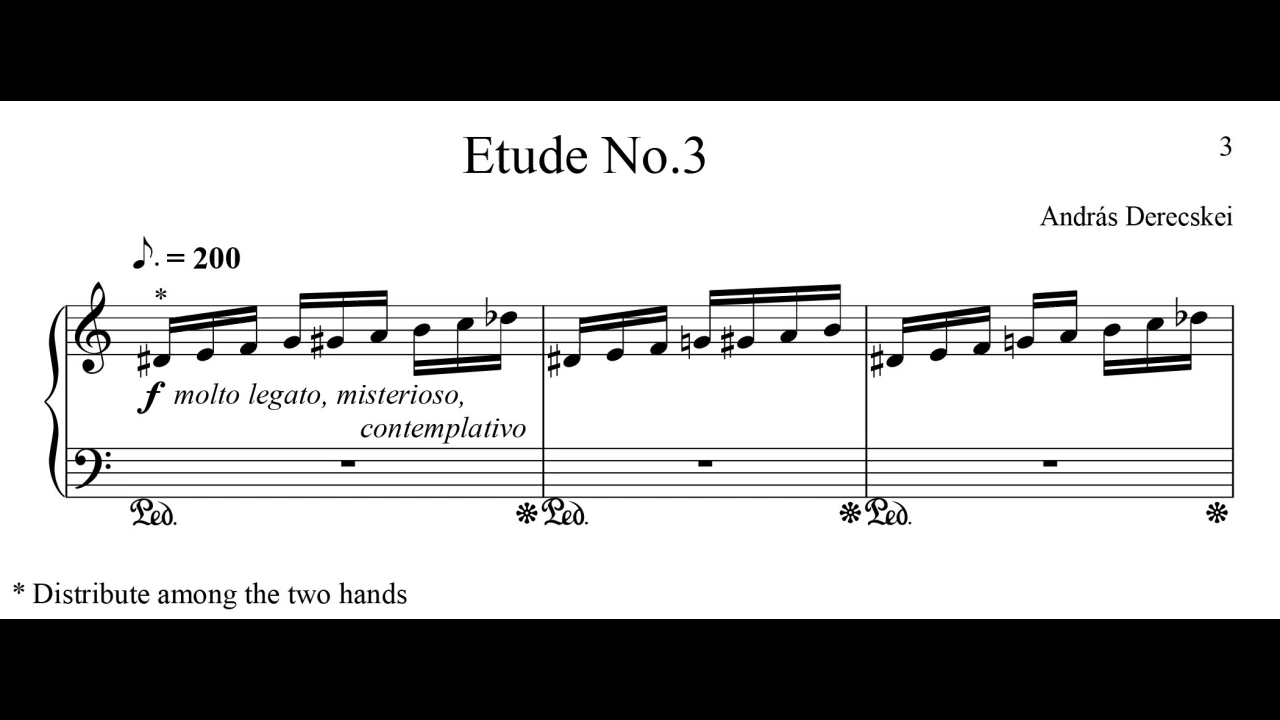 Etude No.3
3
András Derecskei
= 200
*
f molto legato, misterioso,
contemplativo
Ped. * Ped. * Ped. *
* Distribute among the two hands